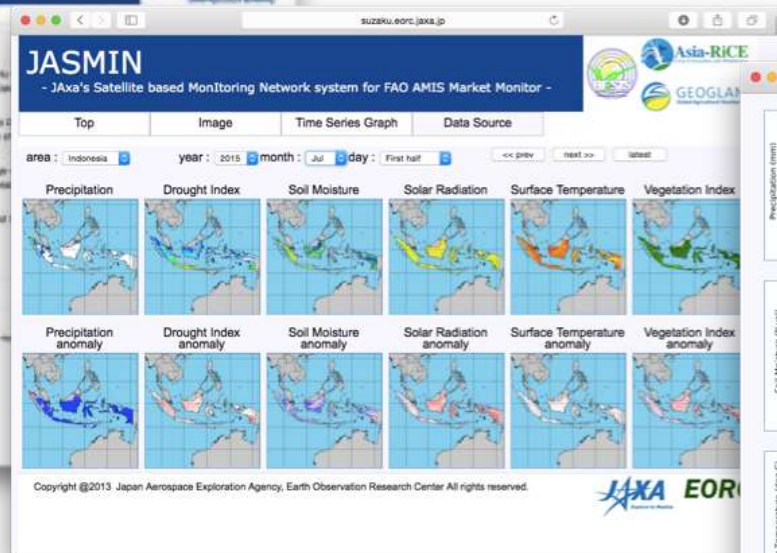 suzaku.eorc.jaxa.jp
JASMIN
- JAxa's Satellite based MonItoring Network system for FAO AMIS Market Monitor -
Asia-RiCE
GEOGLAM
Top Image Time Series Graph Data Source
area : Indonesia year : 2015 month : Jul day : First half << prev next >> latest
Precipitation Drought Index Soil Moisture Solar Radiation Surface Temperature Vegetation Index
Precipitation anomaly Drought Index anomaly Soil Moisture anomaly Solar Radiation anomaly Surface Temperature anomaly Vegetation Index anomaly
Copyright @2013 Japan Aerospace Exploration Agency, Earth Observation Research Center All rights reserved.
JAXA EOR
Precipitation (mm)